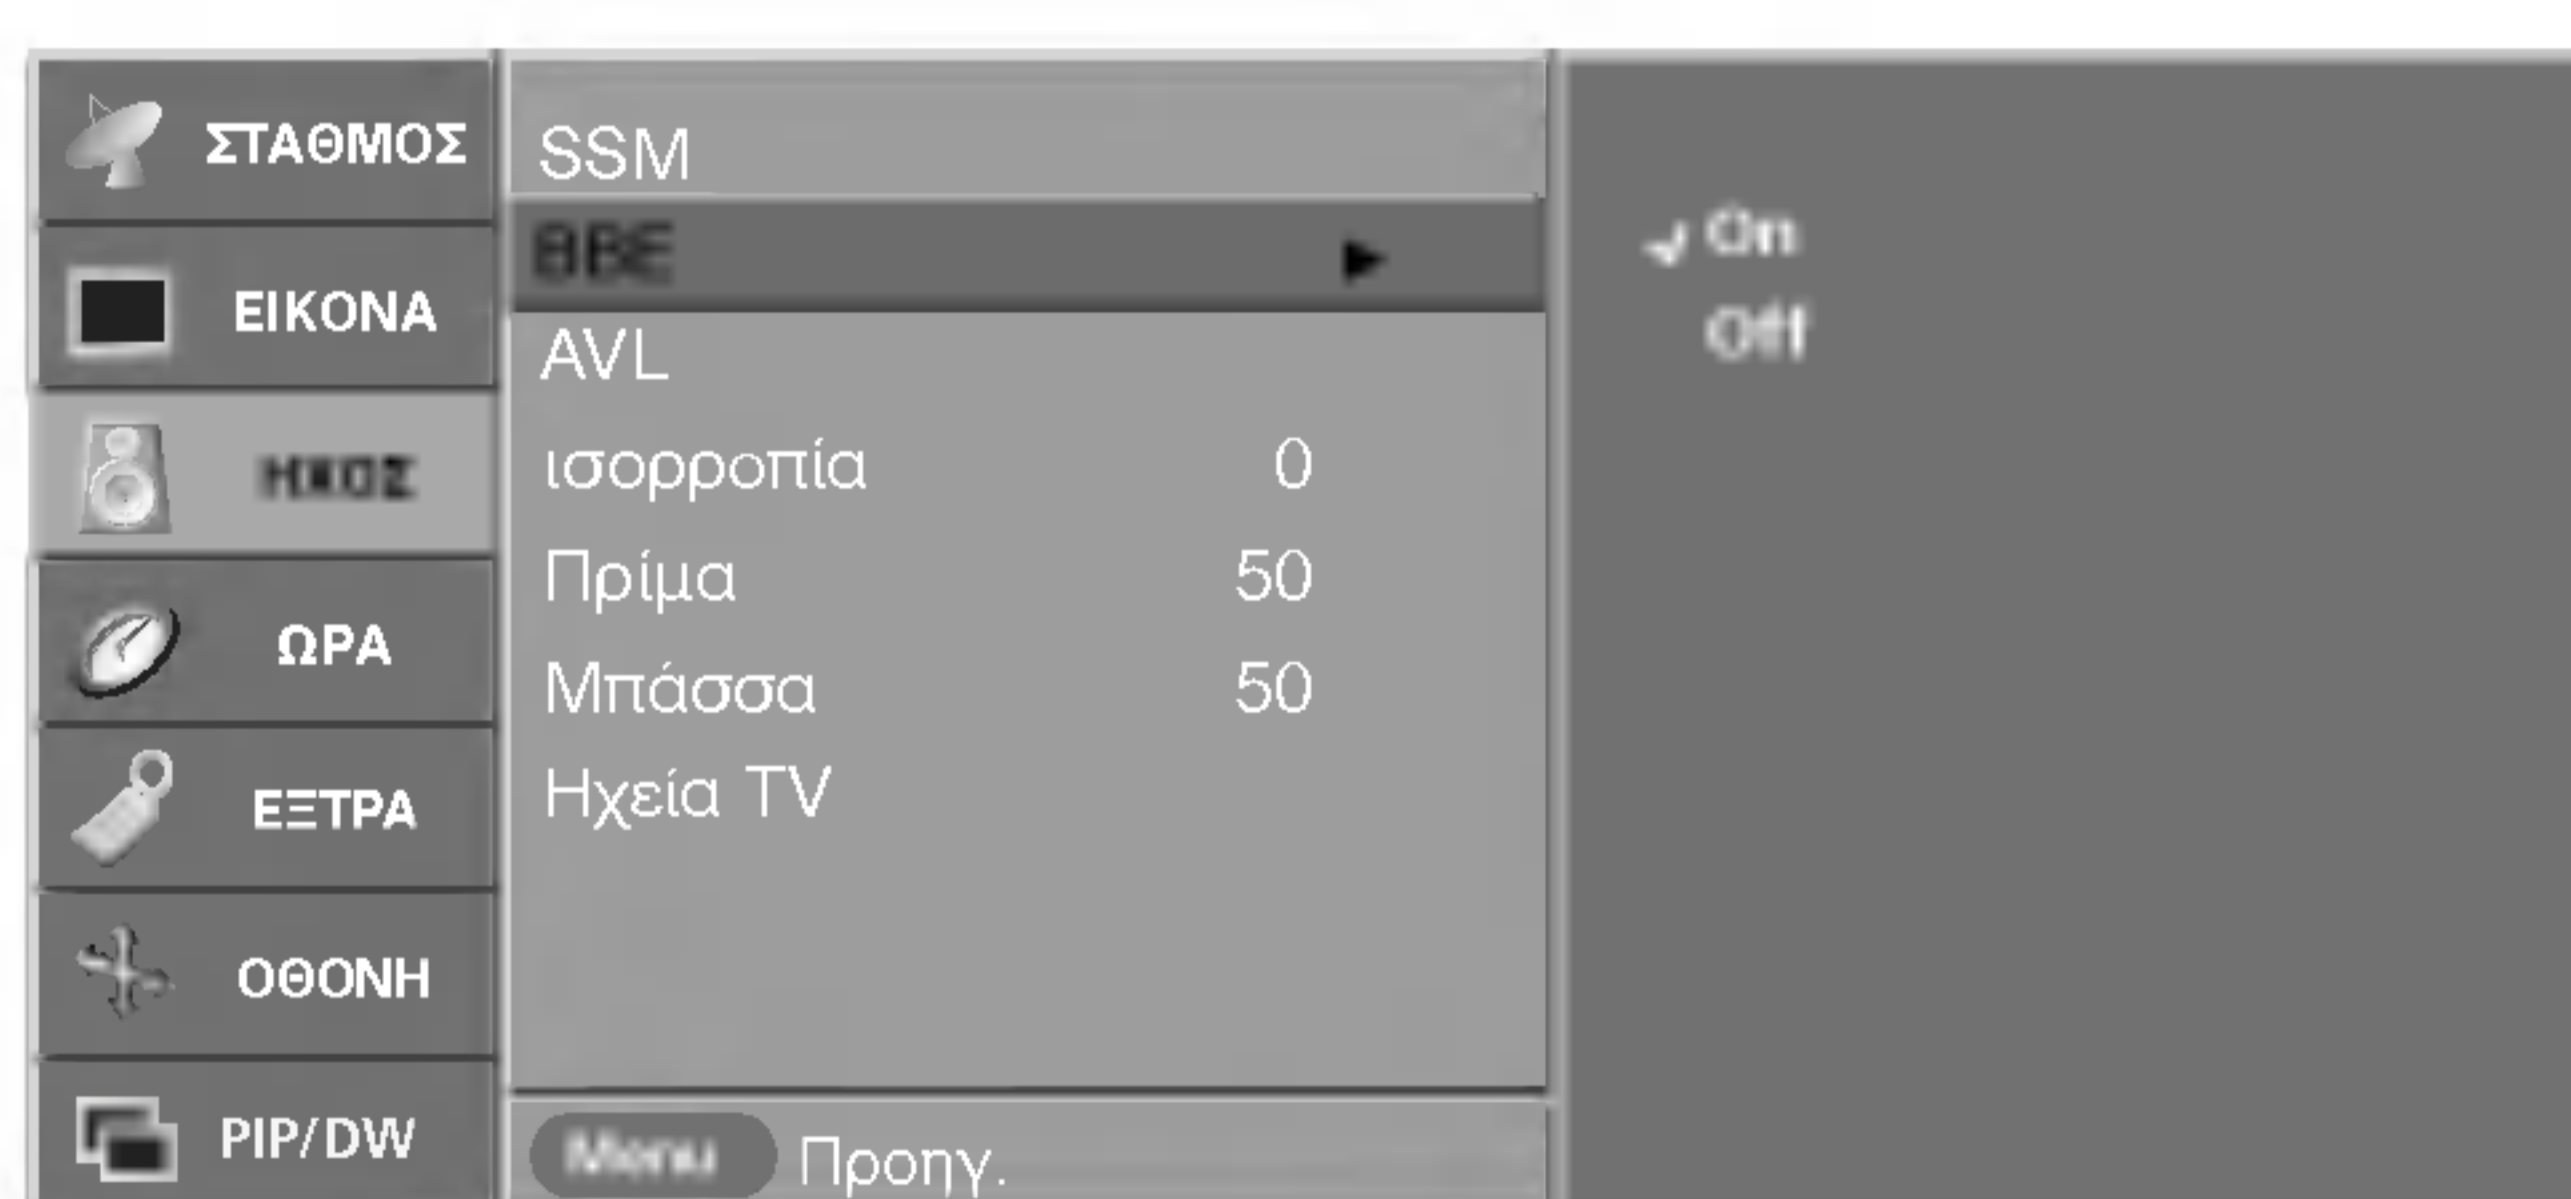 ΣΤΑΘΜΟΣ
ΕΙΚΟΝΑ
ΗΧΟΣ
ΩΡΑ
ΕΞΤΡΑ
ΟΘΟΝΗ
PIP/DW
SSM
BBE
AVL
ισορροπία 0
Πρίμα 50
Μπάσσα 50
Ηχεία TV
Menu Προηγ.
On
Off